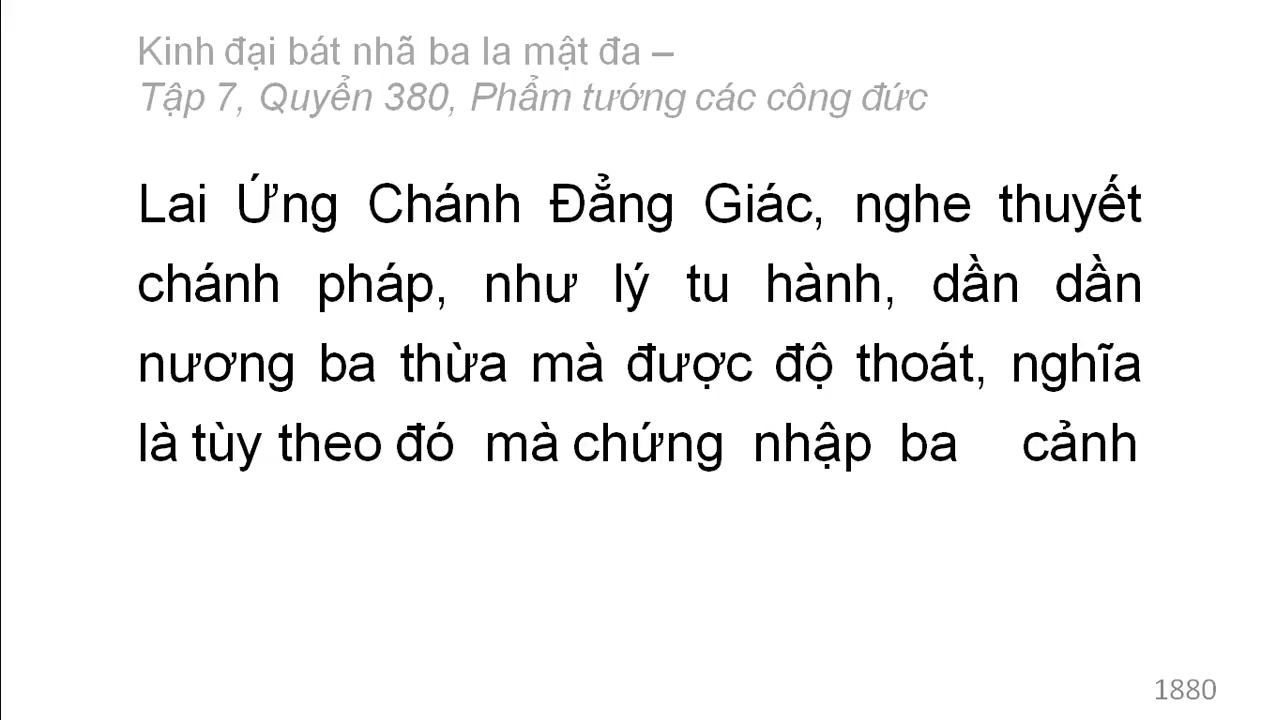 Kinh đại bát nhã ba la mật đa –
Tập 7, Quyển 380, Phẩm tướng các công đức
Lai Ứng Chánh Đẳng Giác, nghe thuyết
chánh pháp, như lý tu hành, dần dần
nương ba thừa mà được độ thoát, nghĩa
là tùy theo đó mà chứng nhập ba cảnh
1880